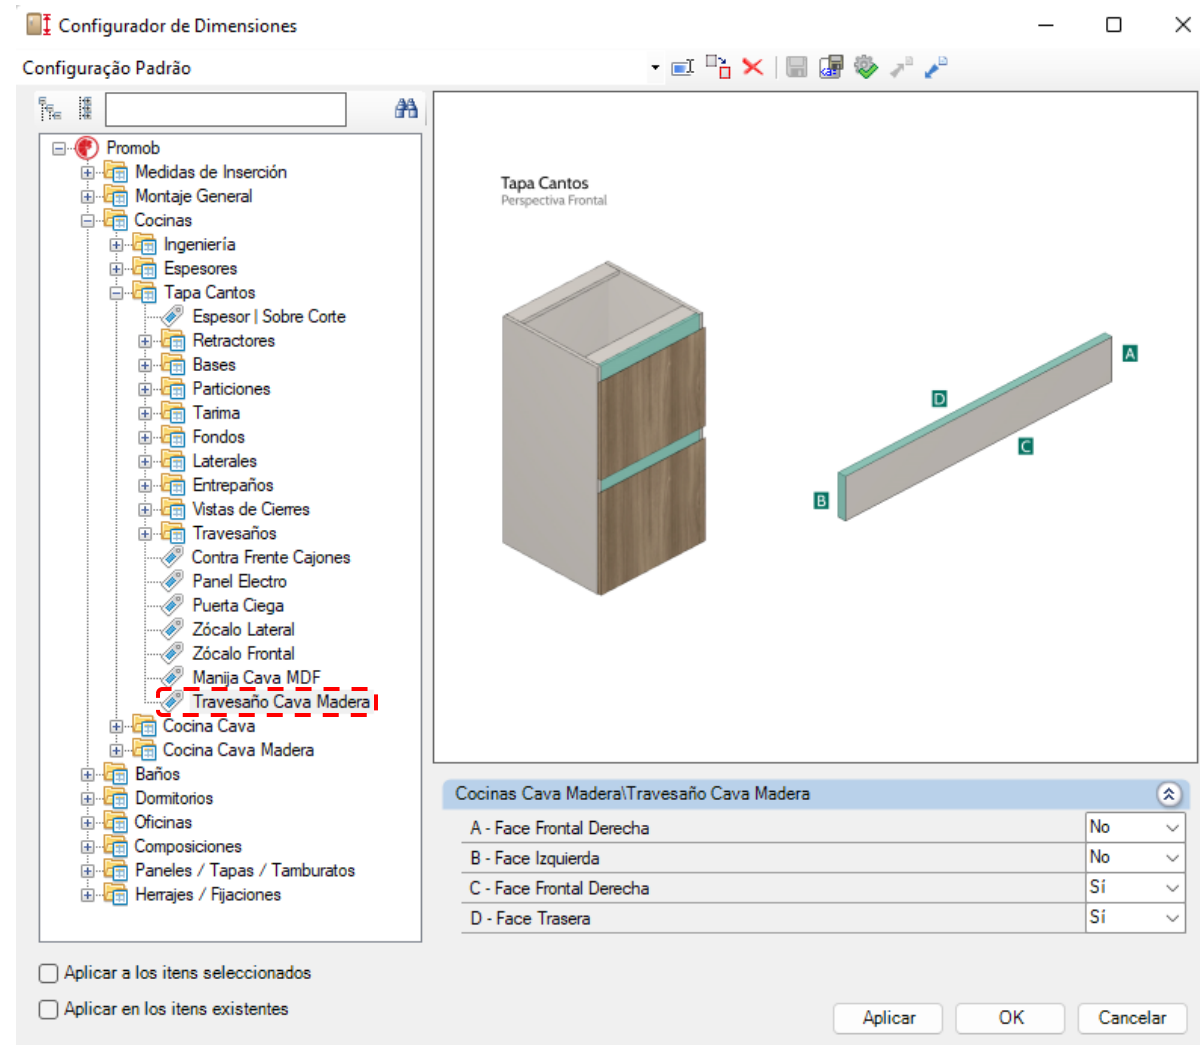 Configurador de Dimensiones
Configuração Padrão
Promob
Medidas de Inserción
Montaje General
Cocinas
Ingeniería
Espesores
Tapa Cantos
Espesor | Sobre Corte
Retractores
Bases
Particiones
Tarima
Fondos
Laterales
Entrepaños
Vistas de Cierres
Travesaños
Contra Frente Cajones
Panel Electro
Puerta Ciega
Zócalo Lateral
Zócalo Frontal
Manija Cava MDF
Travesaño Cava Madera
Cocina Cava
Cocina Cava Madera
Baños
Dormitorios
Oficinas
Composiciones
Paneles / Tapas / Tamburatos
Herrajes / Fijaciones
Tapa Cantos
Perspectiva Frontal
A
D
C
B
Cocinas Cava Madera\Travesaño Cava Madera
A - Face Frontal Derecha No
B - Face Izquierda No
C - Face Frontal Derecha Sí
D - Face Trasera Sí
Aplicar a los itens seleccionados
Aplicar en los itens existentes
Aplicar OK Cancelar